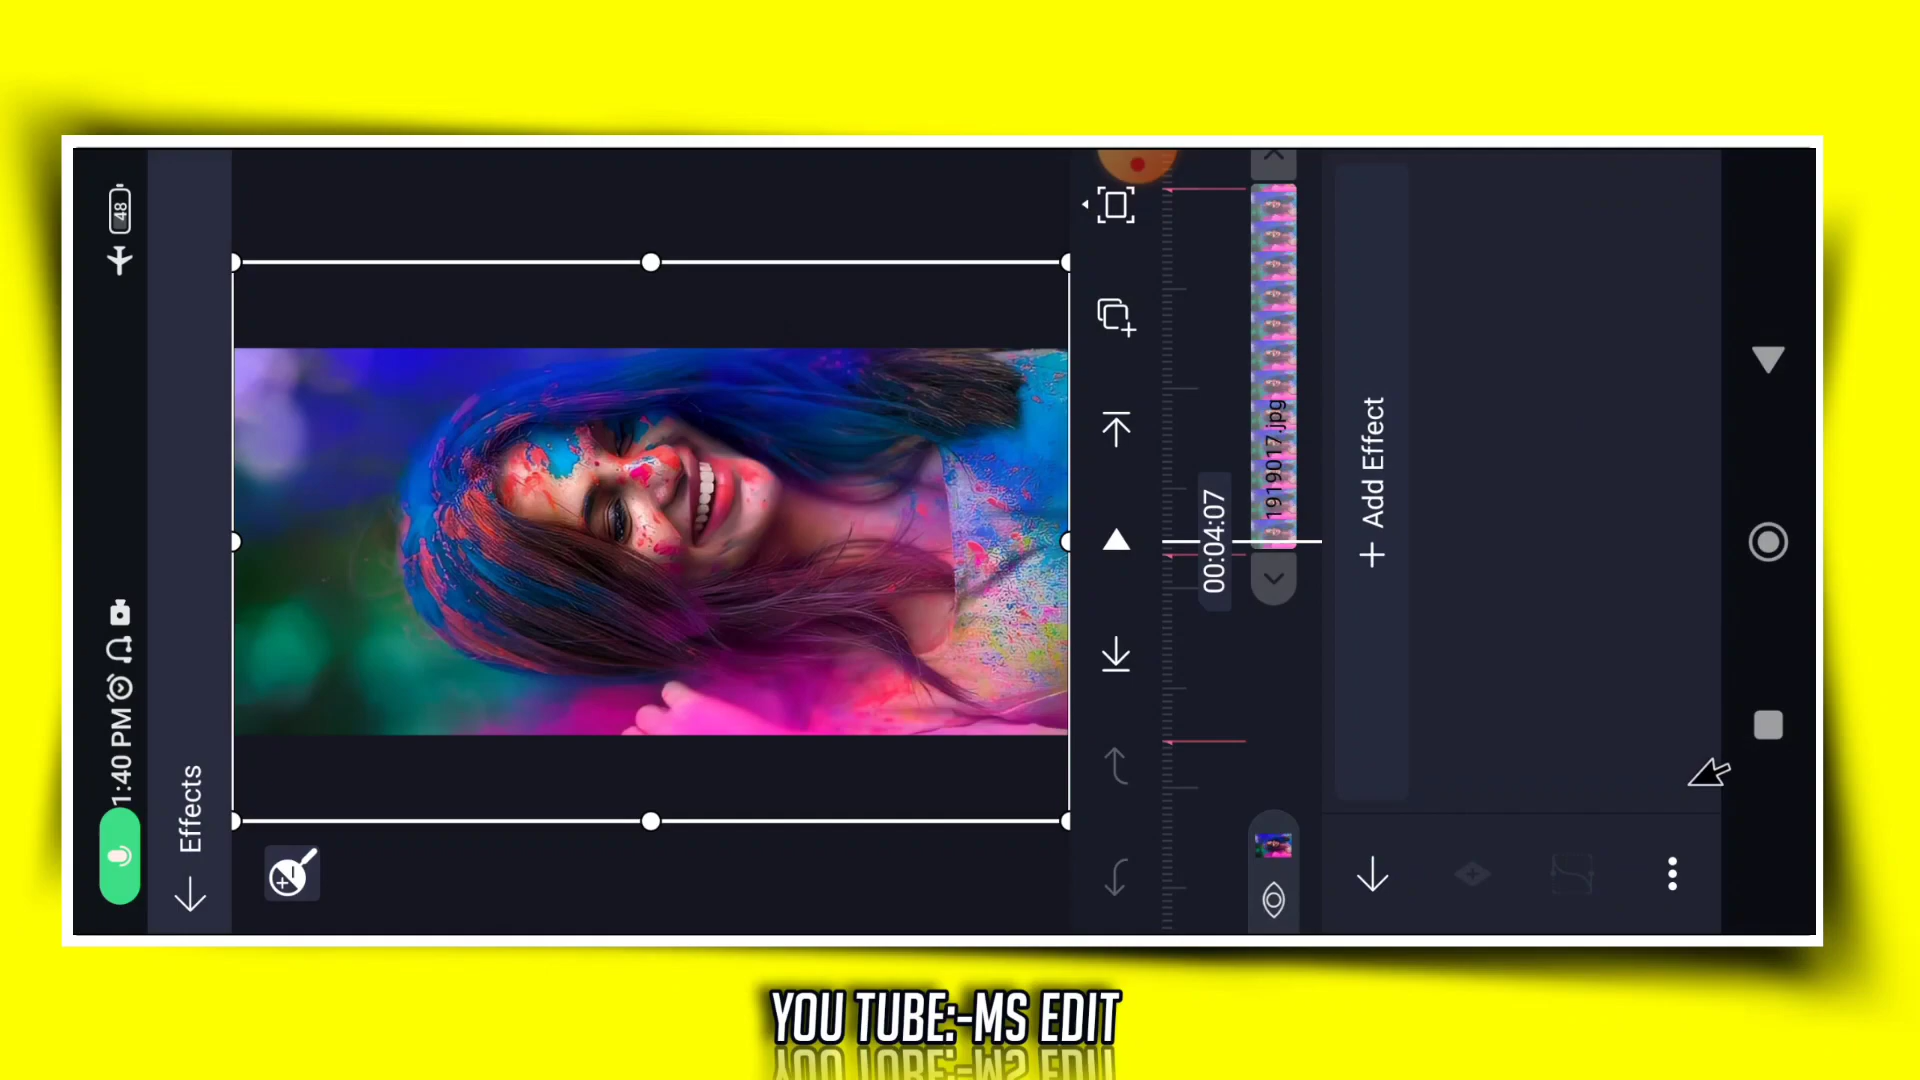 48
1:40 PM
Effects
00:04:07
1919017.jpg
+ Add Effect
YOU TUBE:-MS EDIT